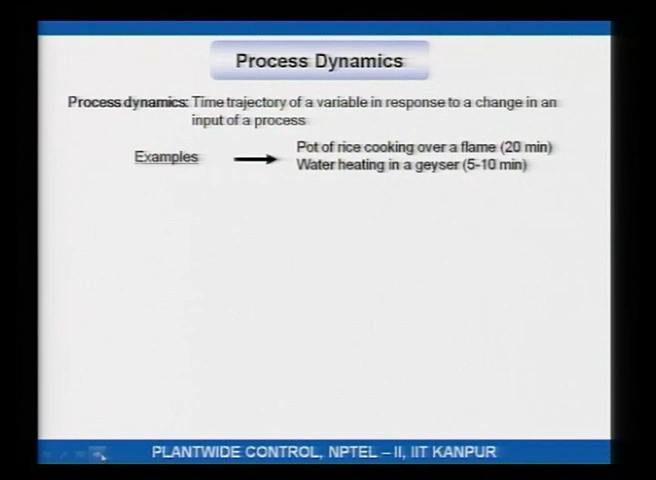 Process Dynamics
Process dynamics: Time trajectory of a variable in response to a change in an
input of a process
Examples
Pot of rice cooking over a flame (20 min)
Water heating in a geyser (5-10 min)
PLANTWIDE CONTROL, NPTEL – II, IIT KANPUR